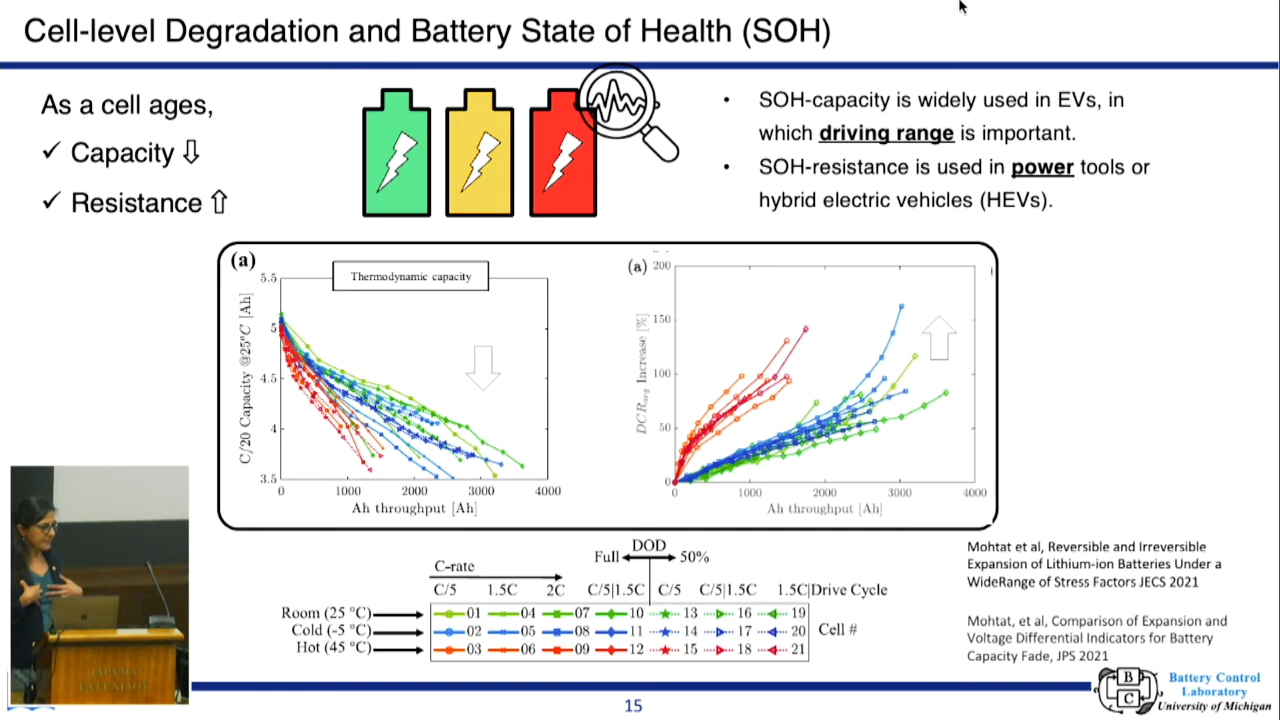 Cell-level Degradation and Battery State of Health (SOH)
As a cell ages,
✓ Capacity ⇩
✓ Resistance ⇧
• SOH-capacity is widely used in EVs, in
which driving range is important.
• SOH-resistance is used in power tools or
hybrid electric vehicles (HEVs).
(a)
Thermodynamic capacity
C/20 Capacity @25°C [Ah]
5.5
5
4.5
4
3.5
0 1000 2000 3000 4000
Ah throughput [Ah]
(a)
DCR_avg Increase [%]
200
150
100
50
0
0 1000 2000 3000 4000
Ah throughput [Ah]
DOD
Full 50%
C-rate
C/5 1.5C 2C C/5|1.5C C/5 C/5|1.5C 1.5C|Drive Cycle
Room (25 °C) 01 04 07 10 13 16 19
Cold (-5 °C) 02 05 08 11 14 17 20 Cell #
Hot (45 °C) 03 06 09 12 15 18 21
Mohtat et al, Reversible and Irreversible
Expansion of Lithium-ion Batteries Under a
WideRange of Stress Factors JECS 2021
Mohtat, et al, Comparison of Expansion and
Voltage Differential Indicators for Battery
Capacity Fade, JPS 2021
15
B
C
Battery Control
Laboratory
University of Michigan